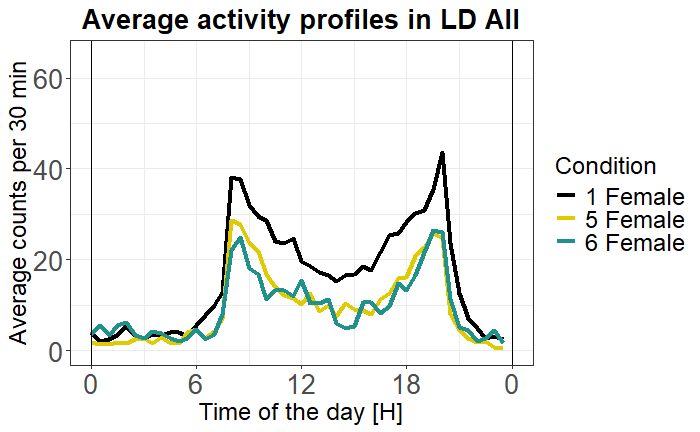 Average activity profiles in LD All
Average counts per 30 min
60
40
20
0
0 6 12 18 0
Time of the day [H]
Condition
1 Female
5 Female
6 Female